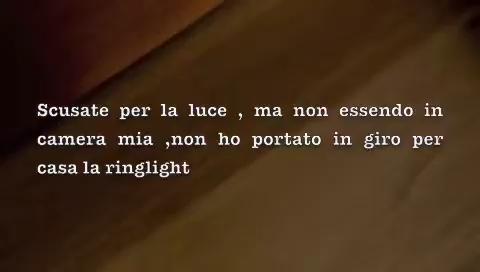 Scusate per la luce , ma non essendo in
camera mia ,non ho portato in giro per
casa la ringlight